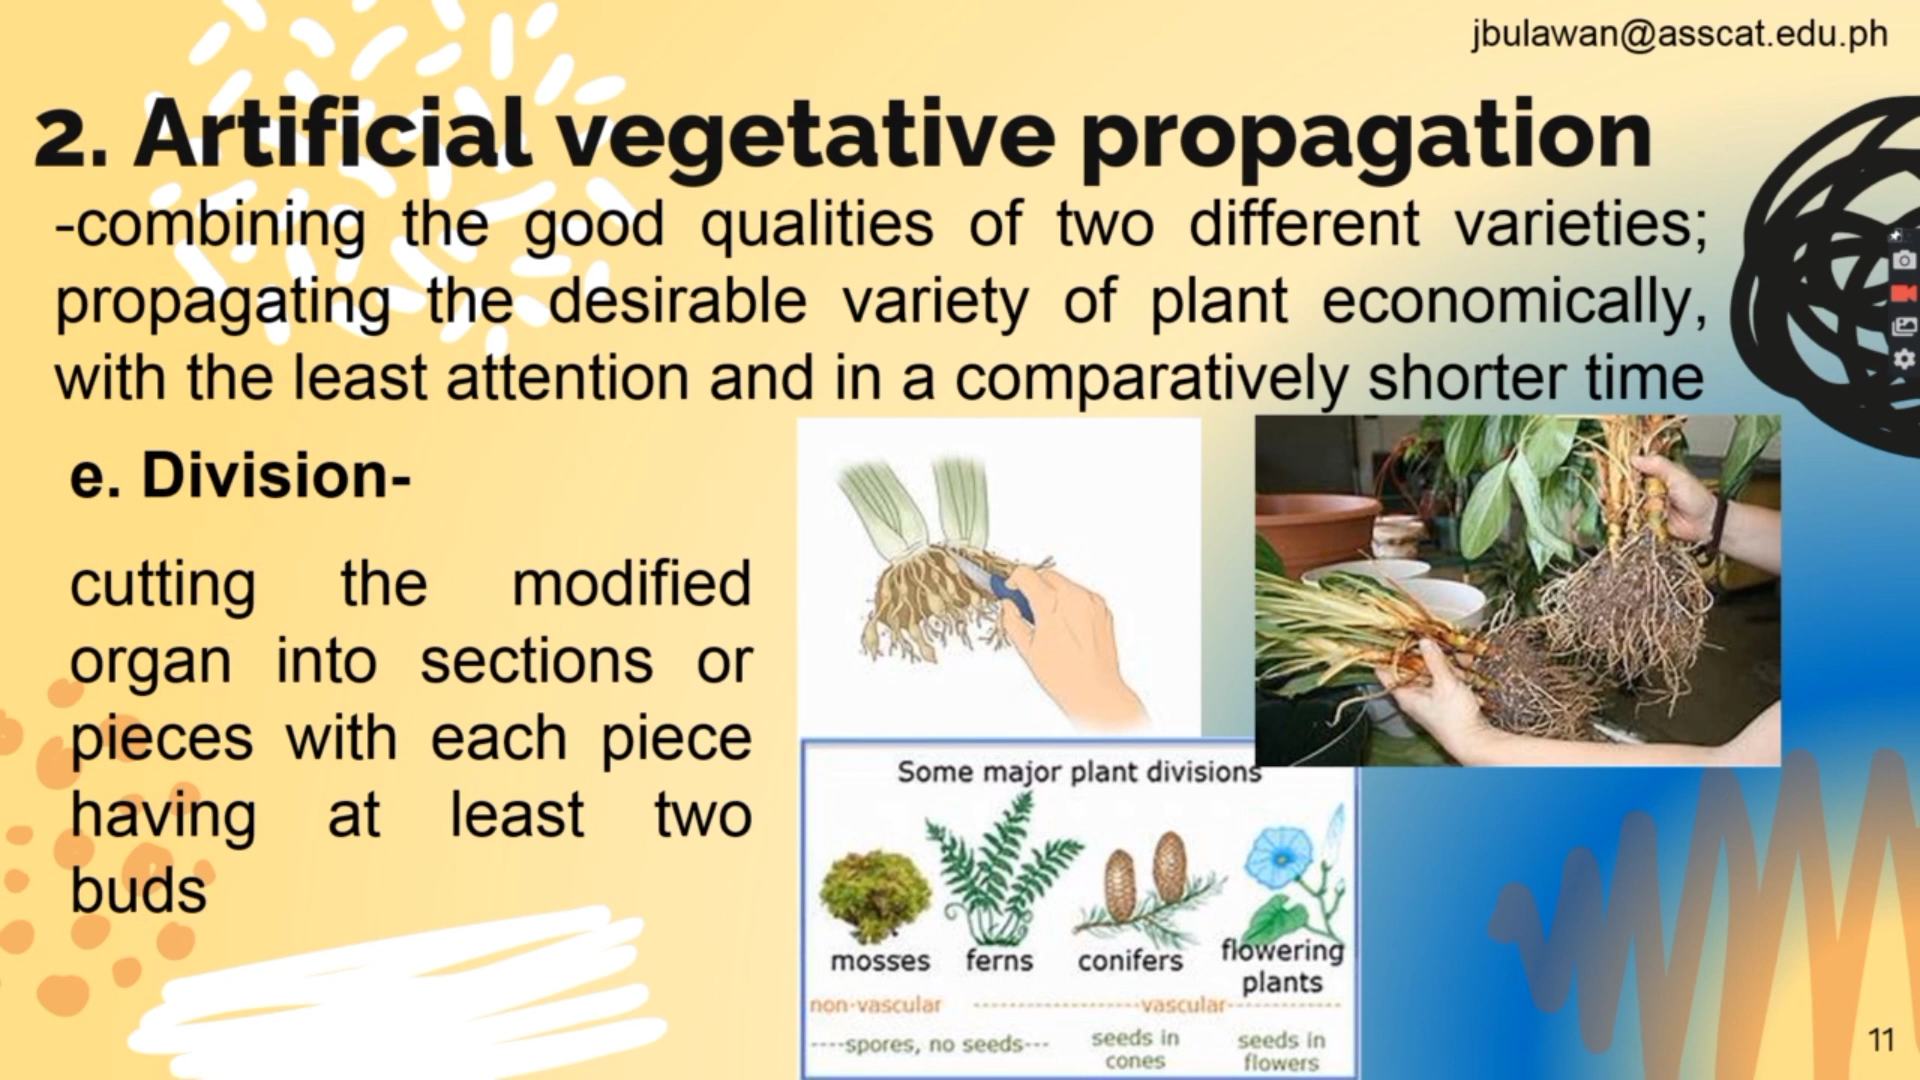 jbulawan@asscat.edu.ph
2. Artificial vegetative propagation
-combining the good qualities of two different varieties;
propagating the desirable variety of plant economically,
with the least attention and in a comparatively shorter time
e. Division-
cutting the modified
organ into sections or
pieces with each piece
having at least two
buds
Some major plant divisions
mosses ferns conifers flowering
plants
non-vascular ---------------vascular-----------
----spores, no seeds--- seeds in
cones
seeds in
flowers
11